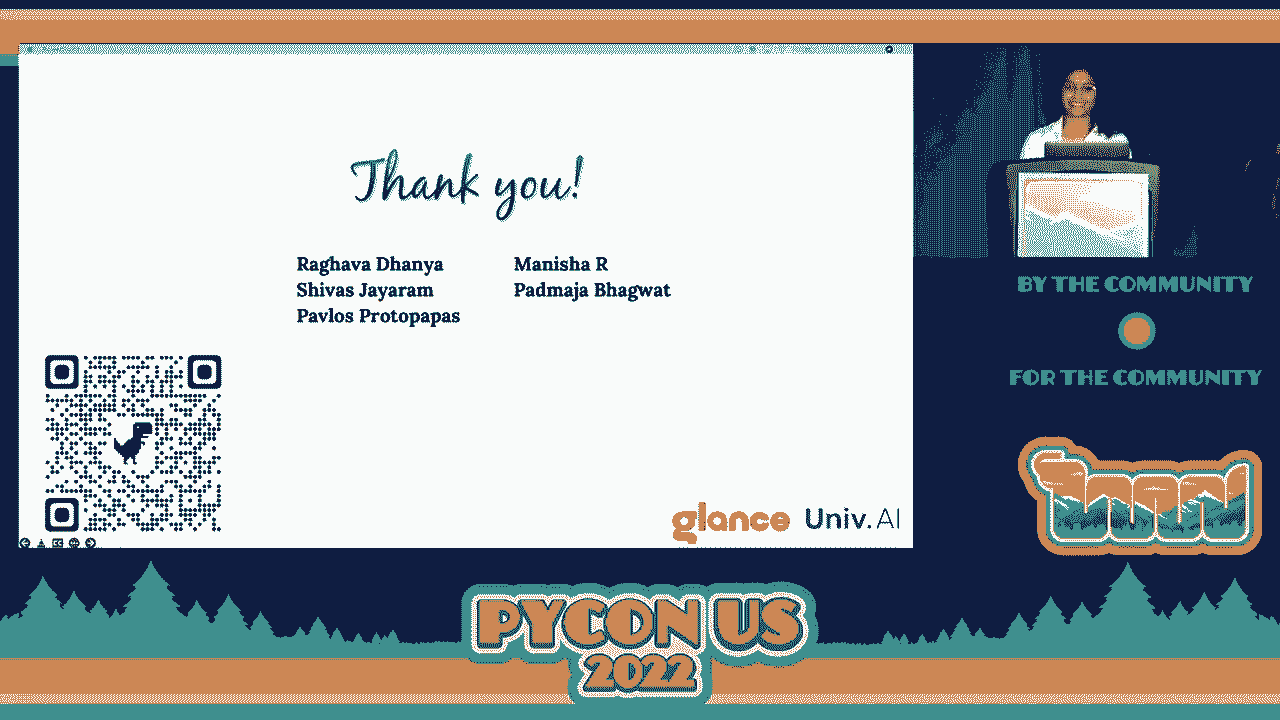 Thank you!
Raghava Dhanya
Shivas Jayaram
Pavlos Protopapas
Manisha R
Padmaja Bhagwat
glance Univ.AI
BY THE COMMUNITY
FOR THE COMMUNITY
PYCON US
2022